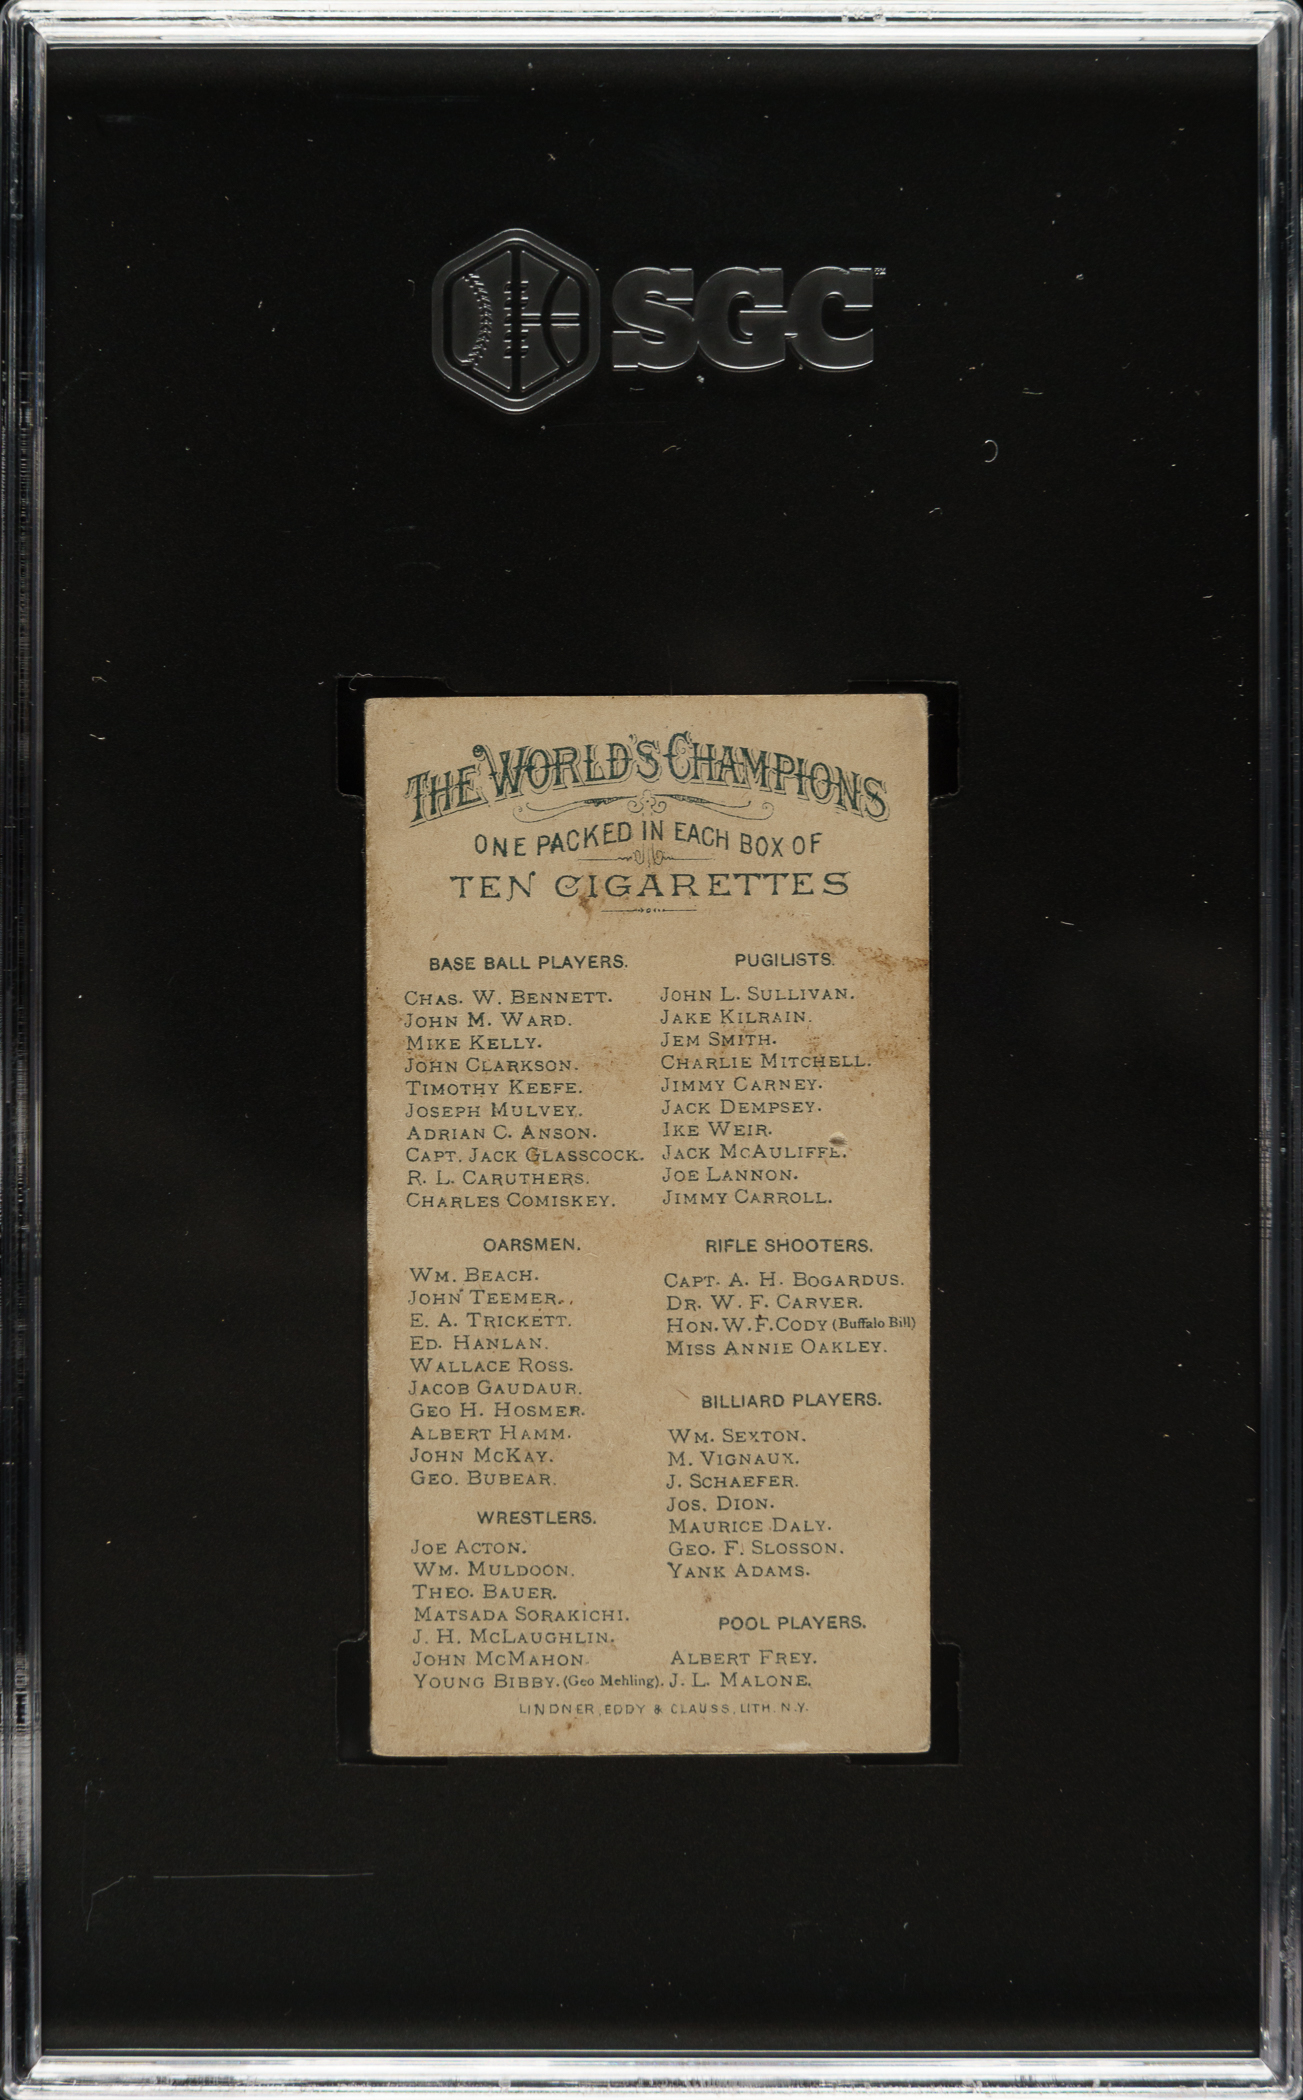 SGC™
THE WORLD'S CHAMPIONS
ONE PACKED IN EACH BOX OF
TEN CIGARETTES
BASE BALL PLAYERS.
CHAS. W. BENNETT.
JOHN M. WARD.
MIKE KELLY.
JOHN CLARKSON.
TIMOTHY KEEFE.
JOSEPH MULVEY.
ADRIAN C. ANSON.
CAPT. JACK GLASSCOCK.
R. L. CARUTHERS.
CHARLES COMISKEY.
OARSMEN.
WM. BEACH.
JOHN TEEMER.
E. A. TRICKETT.
ED. HANLAN.
WALLACE ROSS.
JACOB GAUDAUR.
GEO H. HOSMER.
ALBERT HAMM.
JOHN MCKAY.
GEO. BUBEAR.
WRESTLERS.
JOE ACTON.
WM. MULDOON.
THEO. BAUER.
MATSADA SORAKICHI.
J. H. MCLAUGHLIN.
JOHN MCMAHON.
YOUNG BIBBY. (Geo Mehling).
PUGILISTS.
JOHN L. SULLIVAN.
JAKE KILRAIN.
JEM SMITH.
CHARLIE MITCHELL.
JIMMY CARNEY.
JACK DEMPSEY.
IKE WEIR.
JACK MCAULIFFE.
JOE LANNON.
JIMMY CARROLL.
RIFLE SHOOTERS.
CAPT. A. H. BOGARDUS.
DR. W. F. CARVER.
HON. W. F. CODY (Buffalo Bill)
MISS ANNIE OAKLEY.
BILLIARD PLAYERS.
WM. SEXTON.
M. VIGNAUX.
J. SCHAEFER.
JOS. DION.
MAURICE DALY.
GEO. F. SLOSSON.
YANK ADAMS.
POOL PLAYERS.
ALBERT FREY.
J. L. MALONE.
LINDNER, EDDY & CLAUSS, LITH. N.Y.